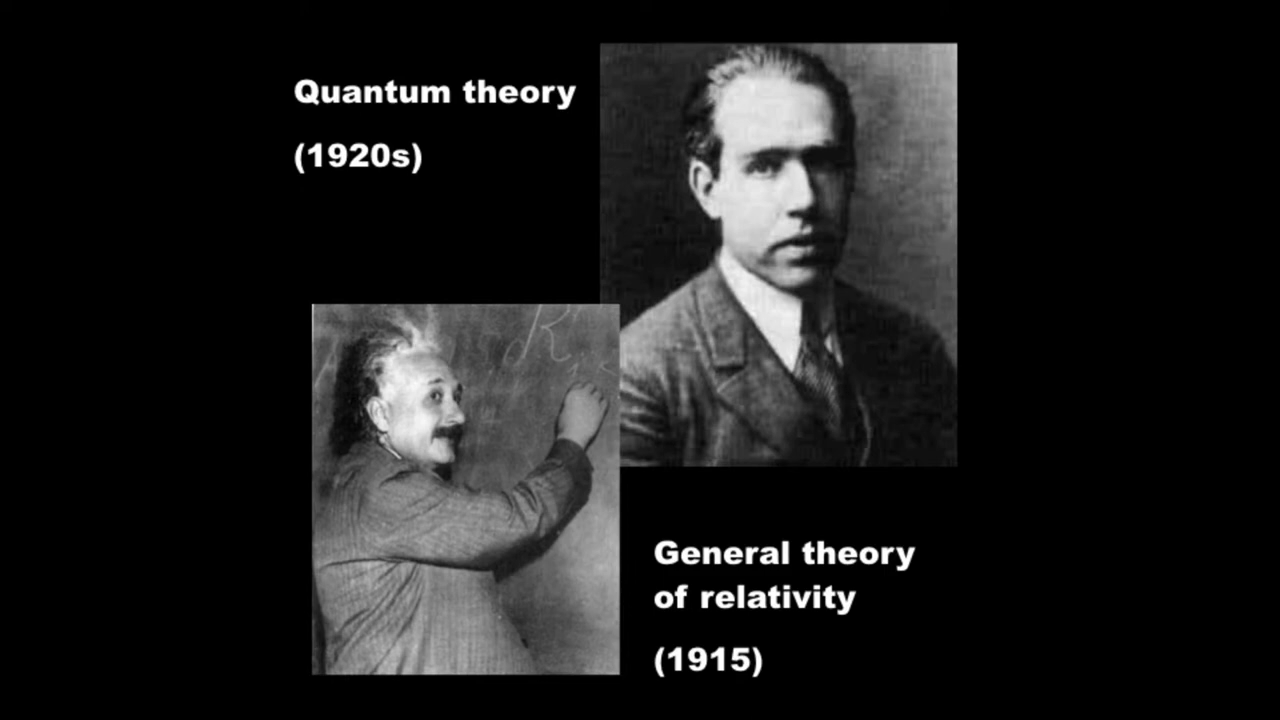 Quantum theory
(1920s)
General theory
of relativity
(1915)